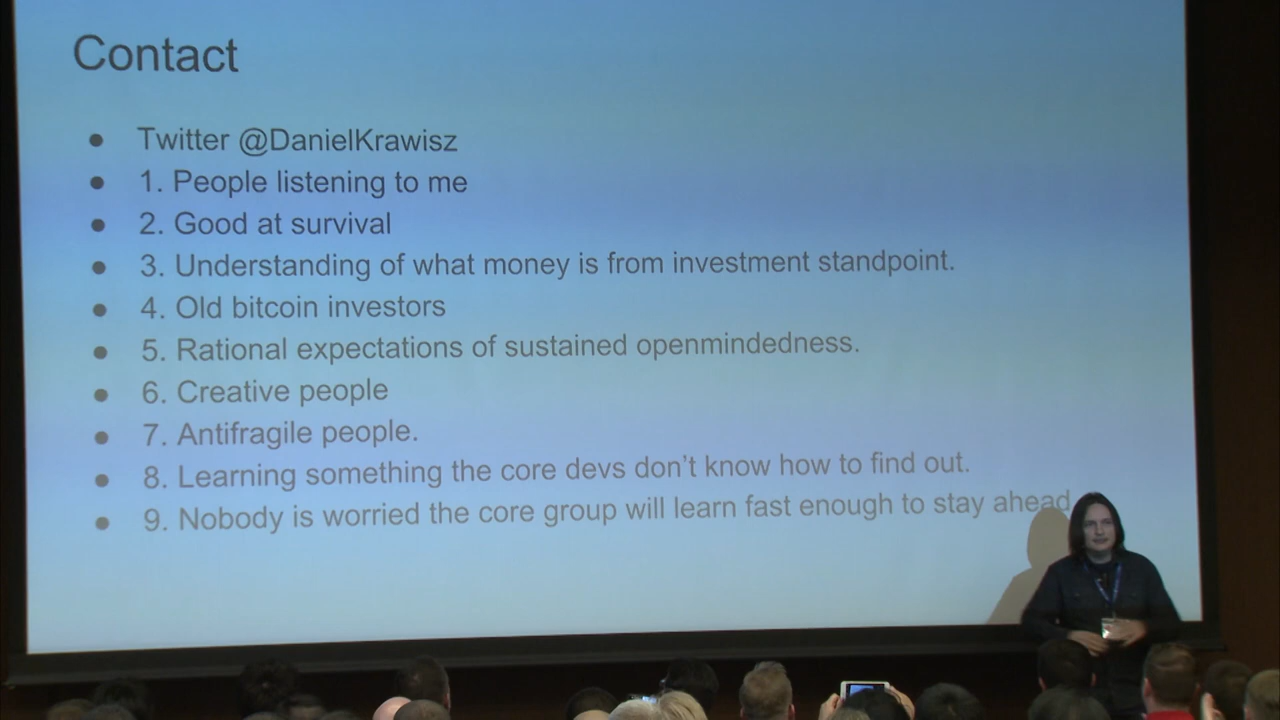 Contact
● Twitter @DanielKrawisz
● 1. People listening to me
● 2. Good at survival
● 3. Understanding of what money is from investment standpoint.
● 4. Old bitcoin investors
● 5. Rational expectations of sustained openmindedness.
● 6. Creative people
● 7. Antifragile people.
● 8. Learning something the core devs don’t know how to find out.
● 9. Nobody is worried the core group will learn fast enough to stay ahead